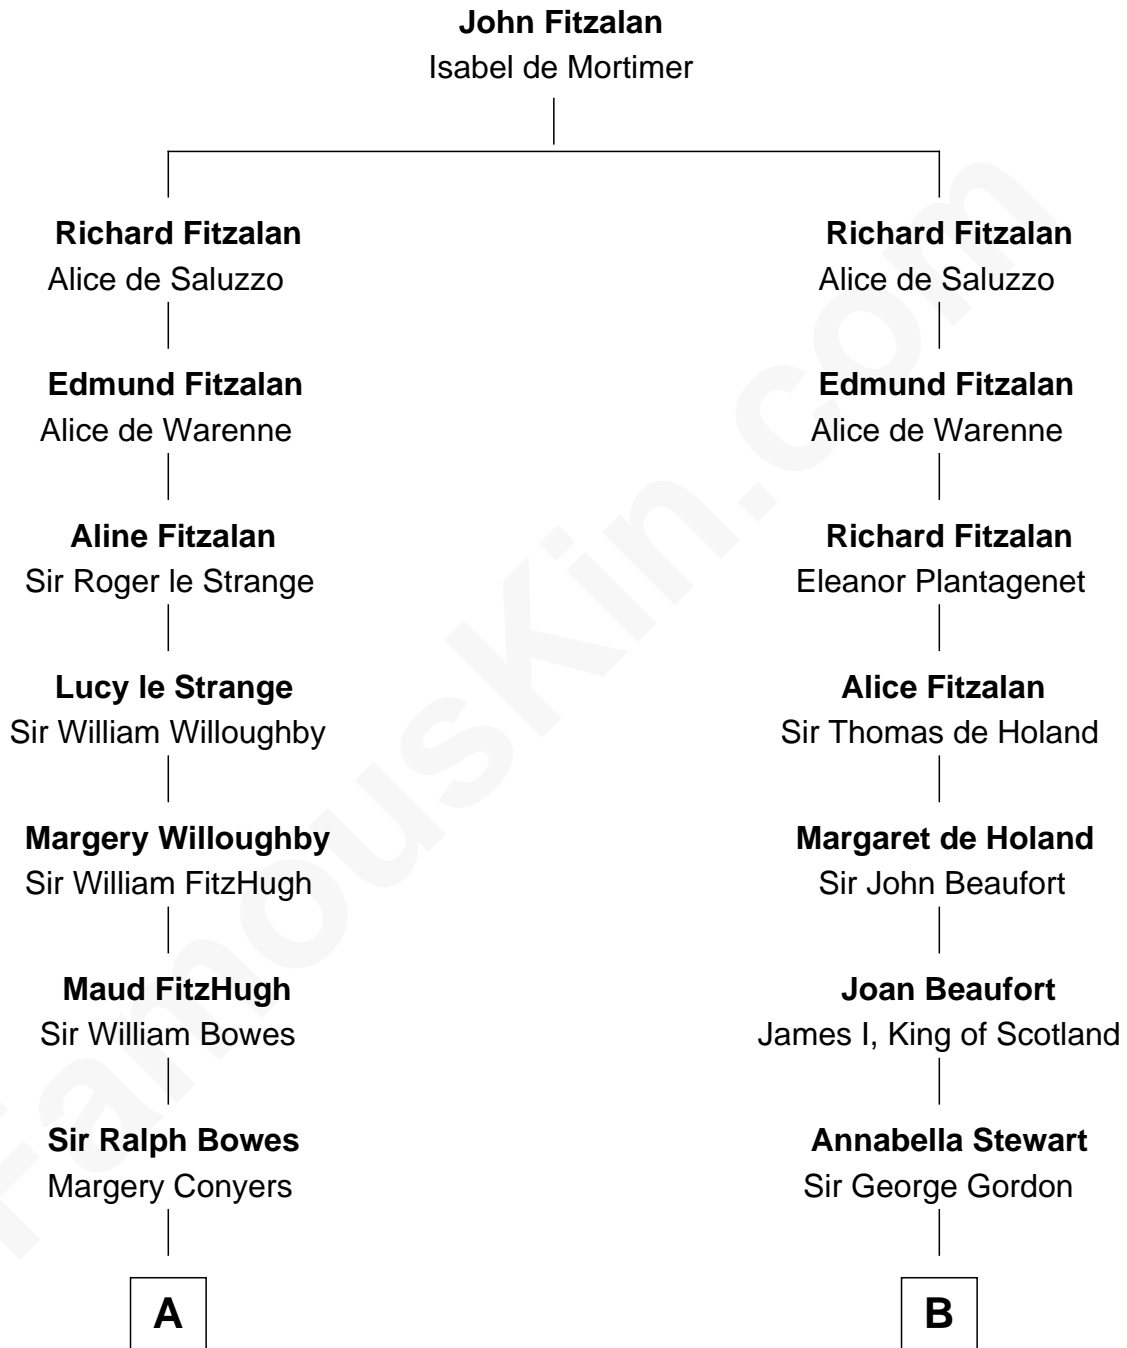 John Fitzalan
Isabel de Mortimer
Richard Fitzalan
Alice de Saluzzo
Edmund Fitzalan
Alice de Warenne
Aline Fitzalan
Sir Roger le Strange
Lucy le Strange
Sir William Willoughby
Margery Willoughby
Sir William FitzHugh
Maud FitzHugh
Sir William Bowes
Sir Ralph Bowes
Margery Conyers
A
Richard Fitzalan
Alice de Saluzzo
Edmund Fitzalan
Alice de Warenne
Richard Fitzalan
Eleanor Plantagenet
Alice Fitzalan
Sir Thomas de Holand
Margaret de Holand
Sir John Beaufort
Joan Beaufort
James I, King of Scotland
Annabella Stewart
Sir George Gordon
B
FamousKin.com